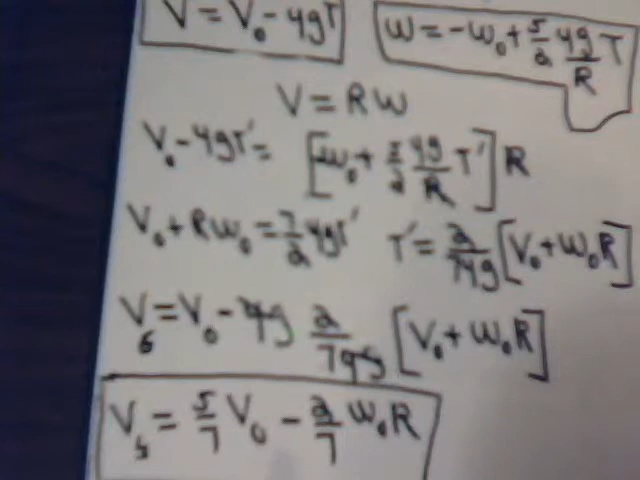 V = V₀ - μgT
ω = -ω₀ + 5/2 μg/R T
V = Rω
V₀ - μgT' = [-ω₀ + 5/2 μg/R T'] R
V₀ + Rω₀ = 7/2 μgT'
T' = 2/7μg [V₀ + ω₀R]
V_s = V₀ - μg 2/7μg [V₀ + ω₀R]
V_s = 5/7 V₀ - 2/7 ω₀R